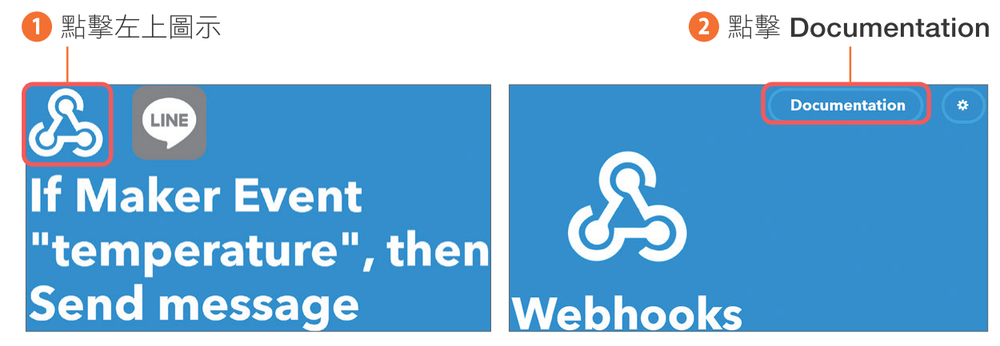 1 點擊左上圖示
2 點擊 Documentation
LINE
If Maker Event
"temperature", then
Send message
Documentation
Webhooks